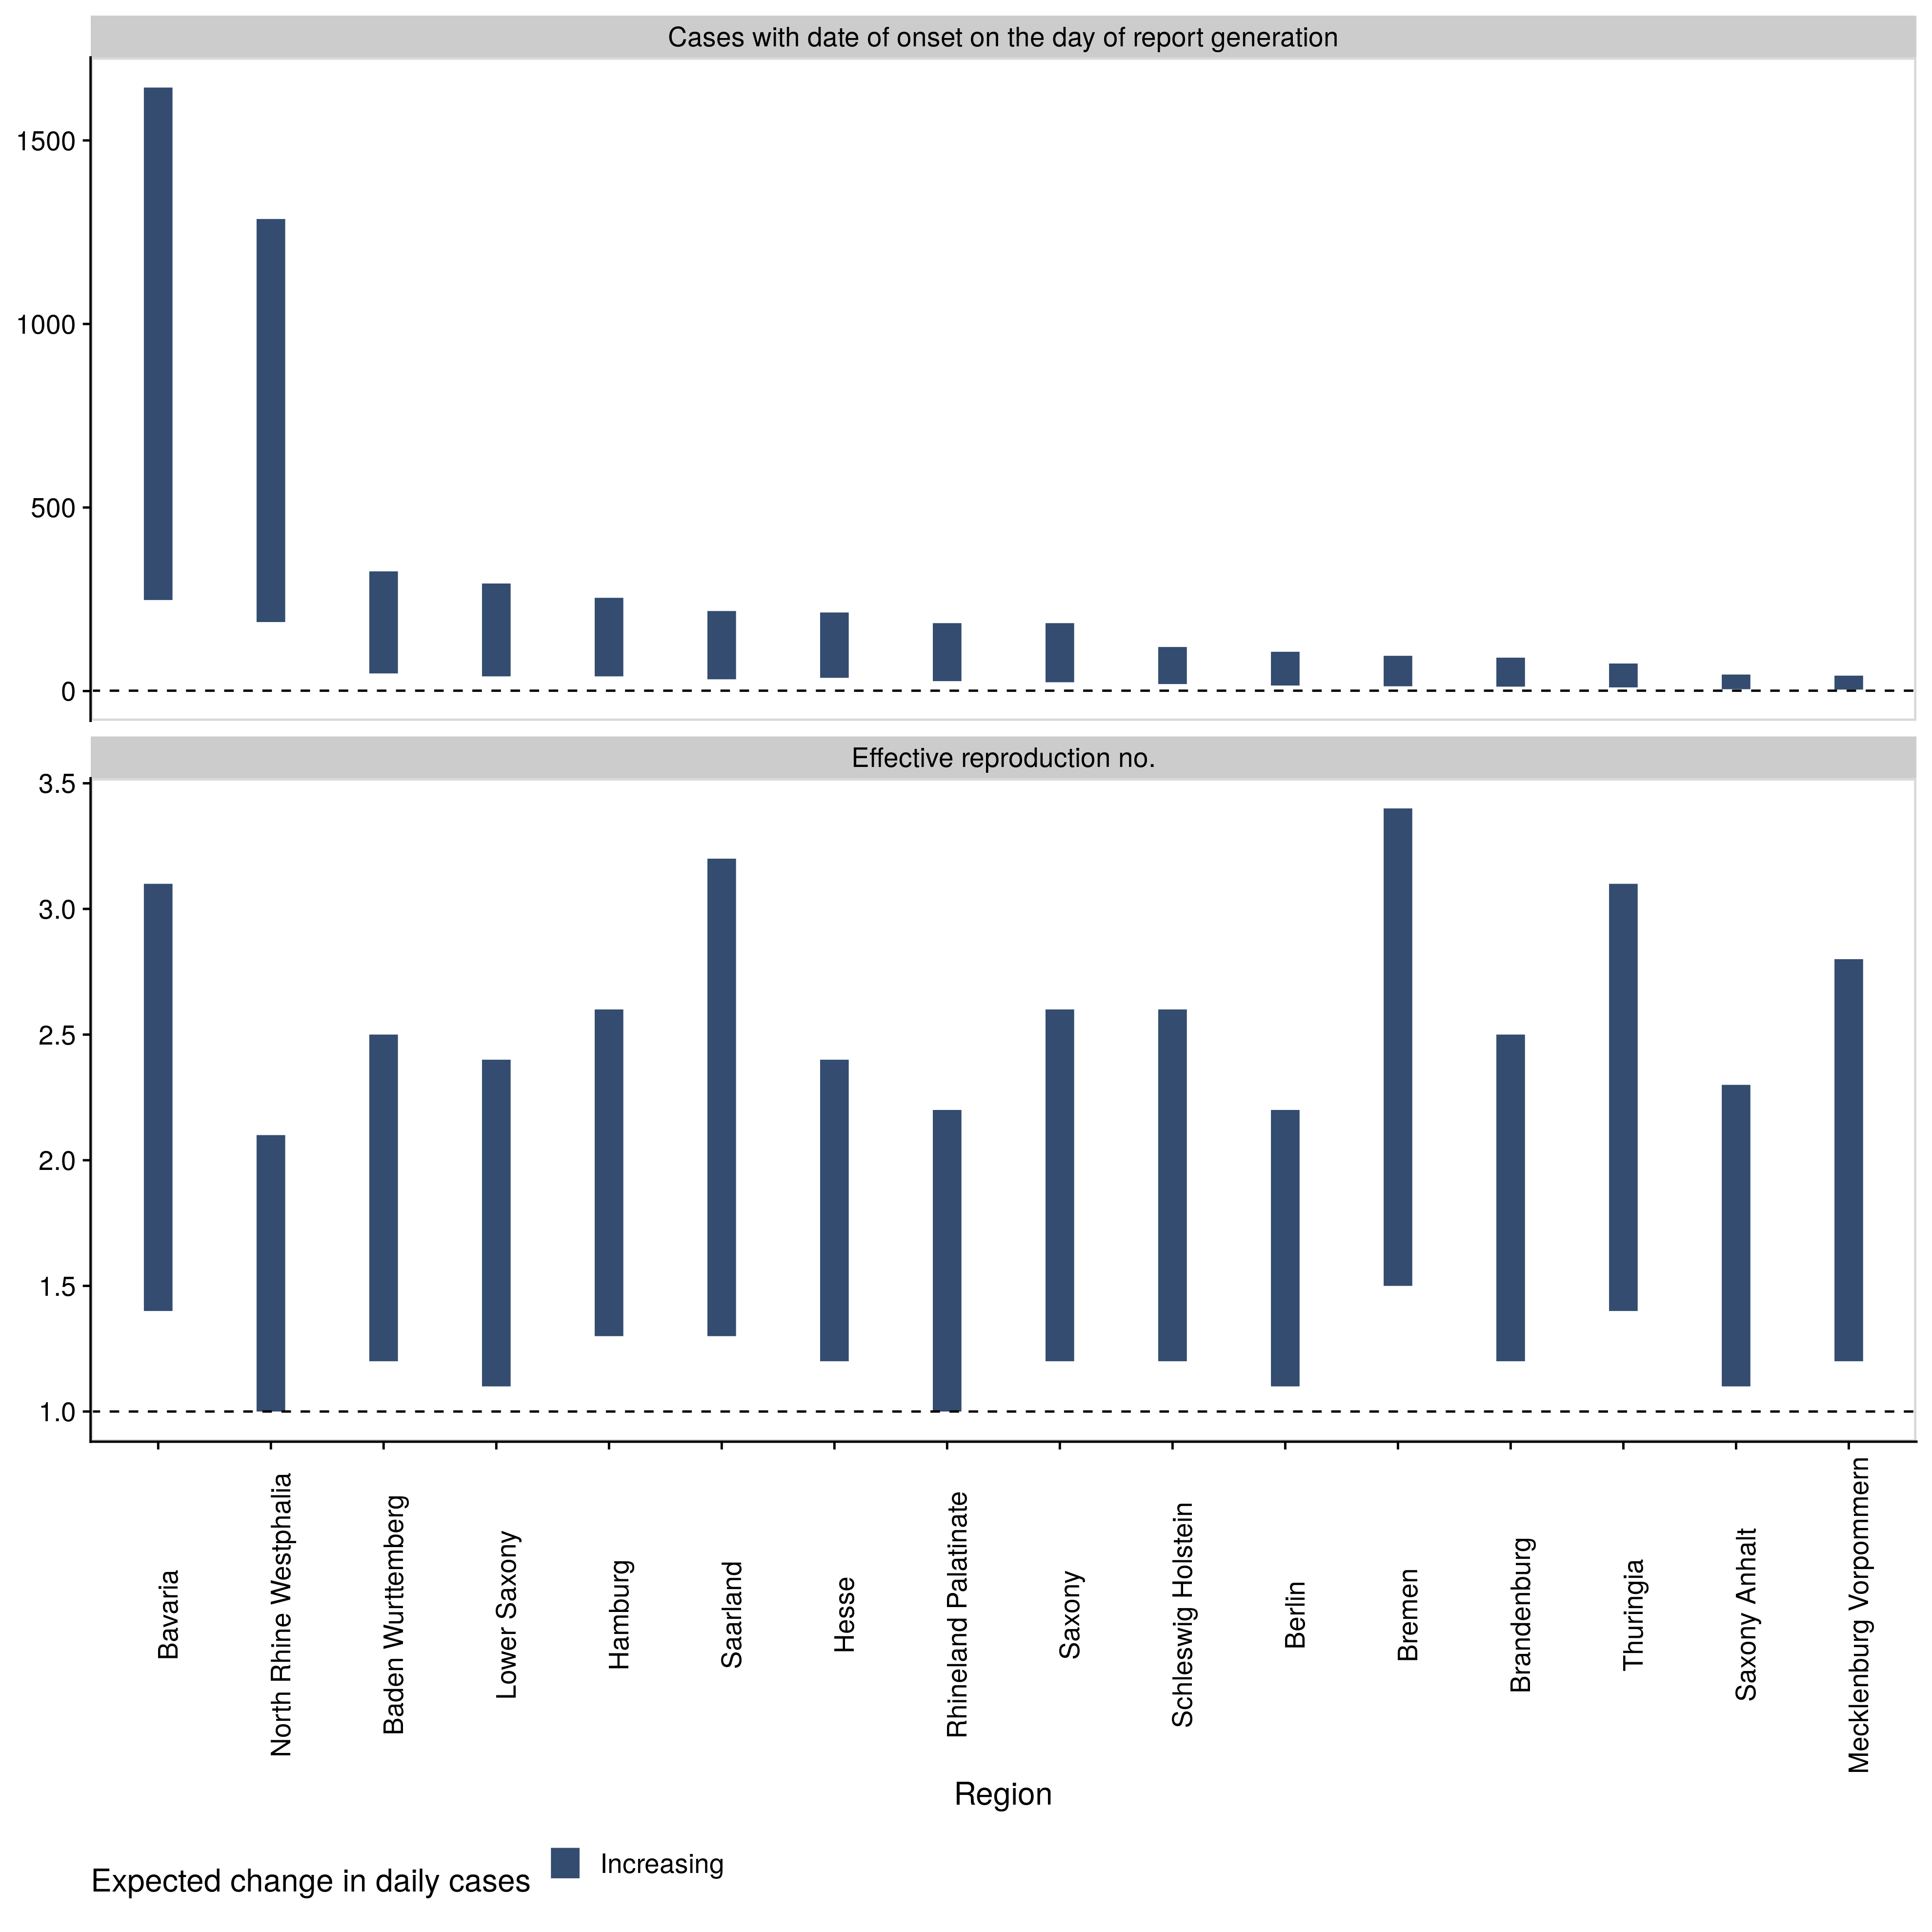 Cases with date of onset on the day of report generation
1500
1000
500
0
Effective reproduction no.
3.5
3.0
2.5
2.0
1.5
1.0
Bavaria
North Rhine Westphalia
Baden Wurttemberg
Lower Saxony
Hamburg
Saarland
Hesse
Rhineland Palatinate
Saxony
Schleswig Holstein
Berlin
Bremen
Brandenburg
Thuringia
Saxony Anhalt
Mecklenburg Vorpommern
Region
Expected change in daily cases
Increasing